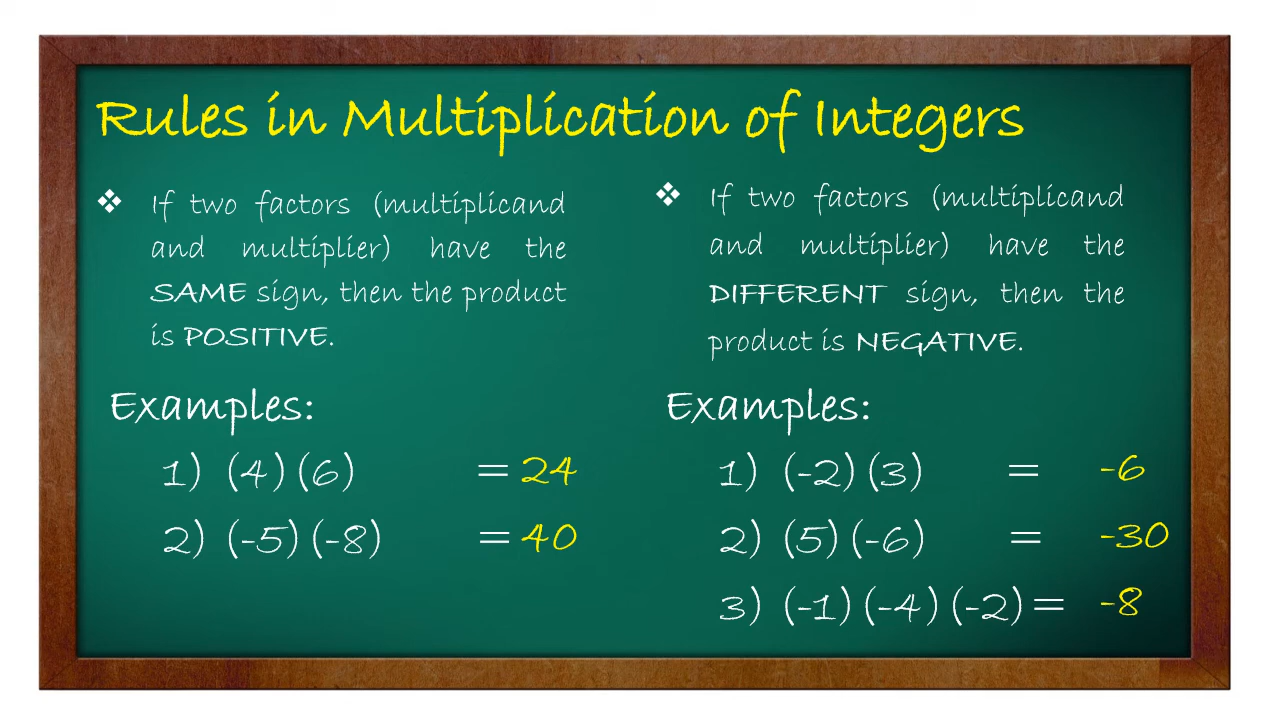 Rules in Multiplication of Integers
❖ If two factors (multiplicand
and multiplier) have the
SAME sign, then the product
is POSITIVE.
Examples:
1) (4)(6) = 24
2) (-5)(-8) = 40
❖ If two factors (multiplicand
and multiplier) have the
DIFFERENT sign, then the
product is NEGATIVE.
Examples:
1) (-2)(3) = -6
2) (5)(-6) = -30
3) (-1)(-4)(-2)= -8